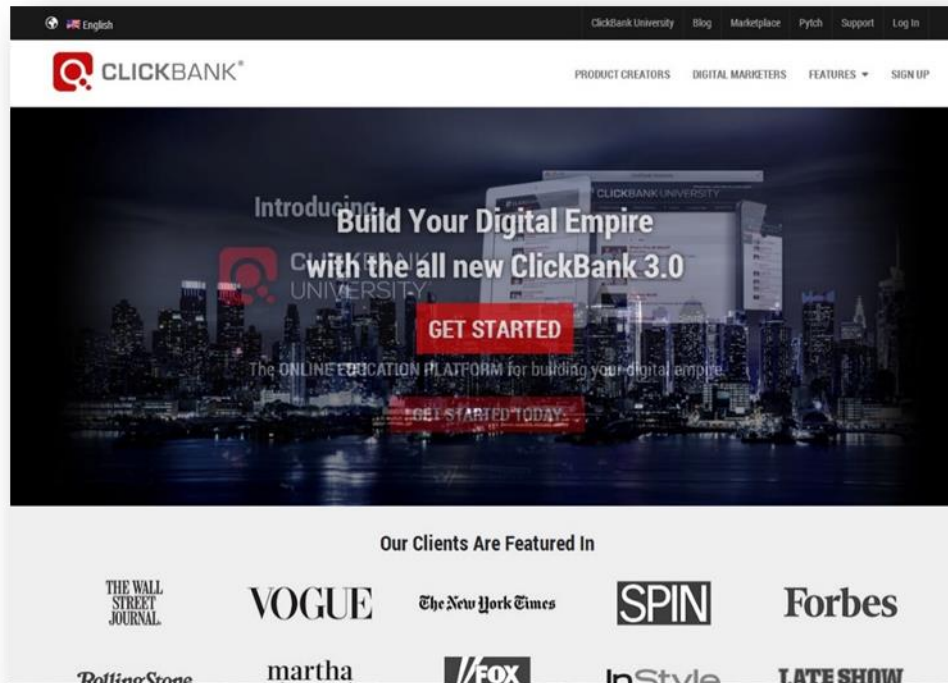 English
ClickBank University Blog Marketplace Pytch Support Log In
CLICKBANK®
PRODUCT CREATORS DIGITAL MARKETERS FEATURES SIGN UP
CLICKBANK UNIVERSITY
Introducing...
Build Your Digital Empire
with the all new ClickBank 3.0
CLICKBANK
UNIVERSITY
GET STARTED
The ONLINE EDUCATION PLATFORM for building your digital empire.
GET STARTED TODAY
Our Clients Are Featured In
THE WALL
STREET
JOURNAL.
VOGUE
The New York Times
SPIN
Forbes
RollingStone
martha
FOX
InStyle
LATE SHOW